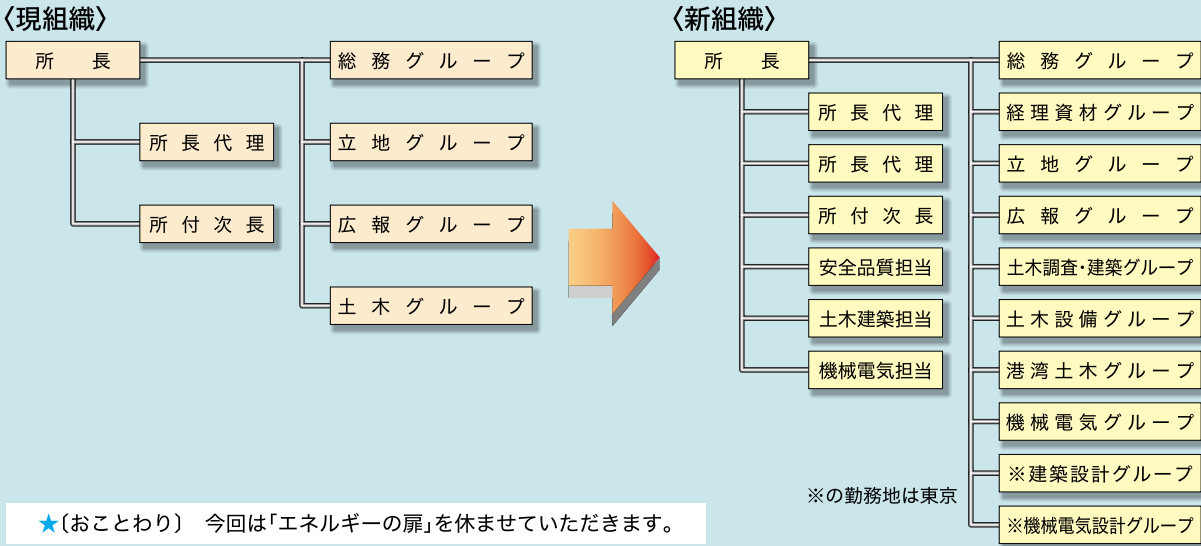 〈現組織〉
所長
所長代理
所付次長
総務グループ
立地グループ
広報グループ
土木グループ
〈新組織〉
所長
所長代理
所長代理
所付次長
安全品質担当
土木建築担当
機械電気担当
総務グループ
経理資材グループ
立地グループ
広報グループ
土木調査・建築グループ
土木設備グループ
港湾土木グループ
機械電気グループ
※建築設計グループ
※機械電気設計グループ
※の勤務地は東京
★〔おことわり〕 今回は「エネルギーの扉」を休ませていただきます。